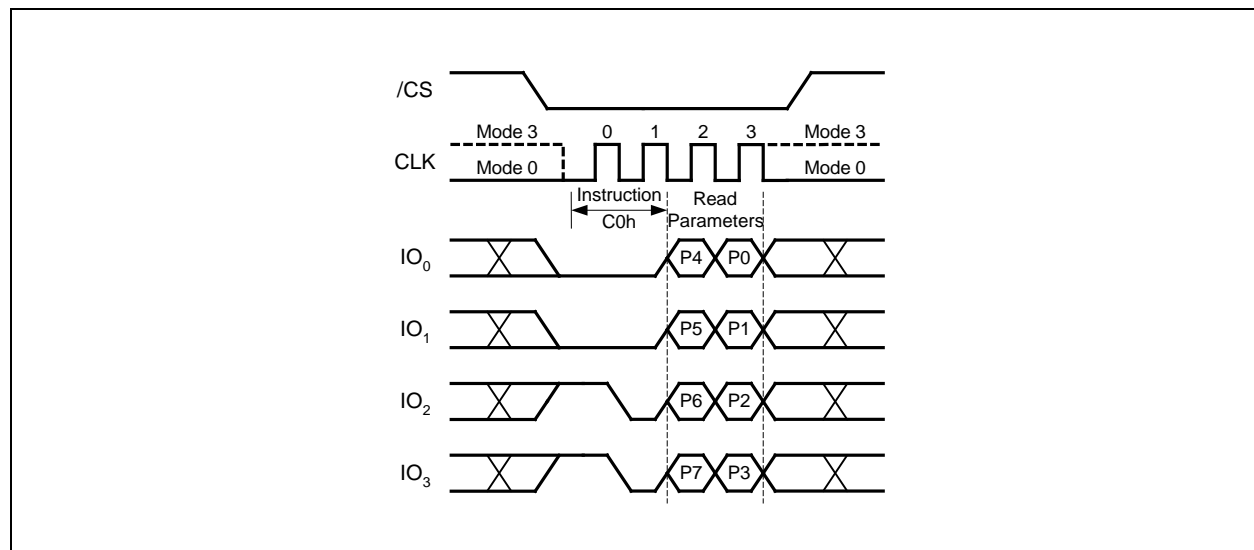 /CS
Mode 3 0 1 2 3 Mode 3
CLK
Mode 0 Mode 0
Instruction Read
C0h Parameters
IO0 P4 P0
IO1 P5 P1
IO2 P6 P2
IO3 P7 P3